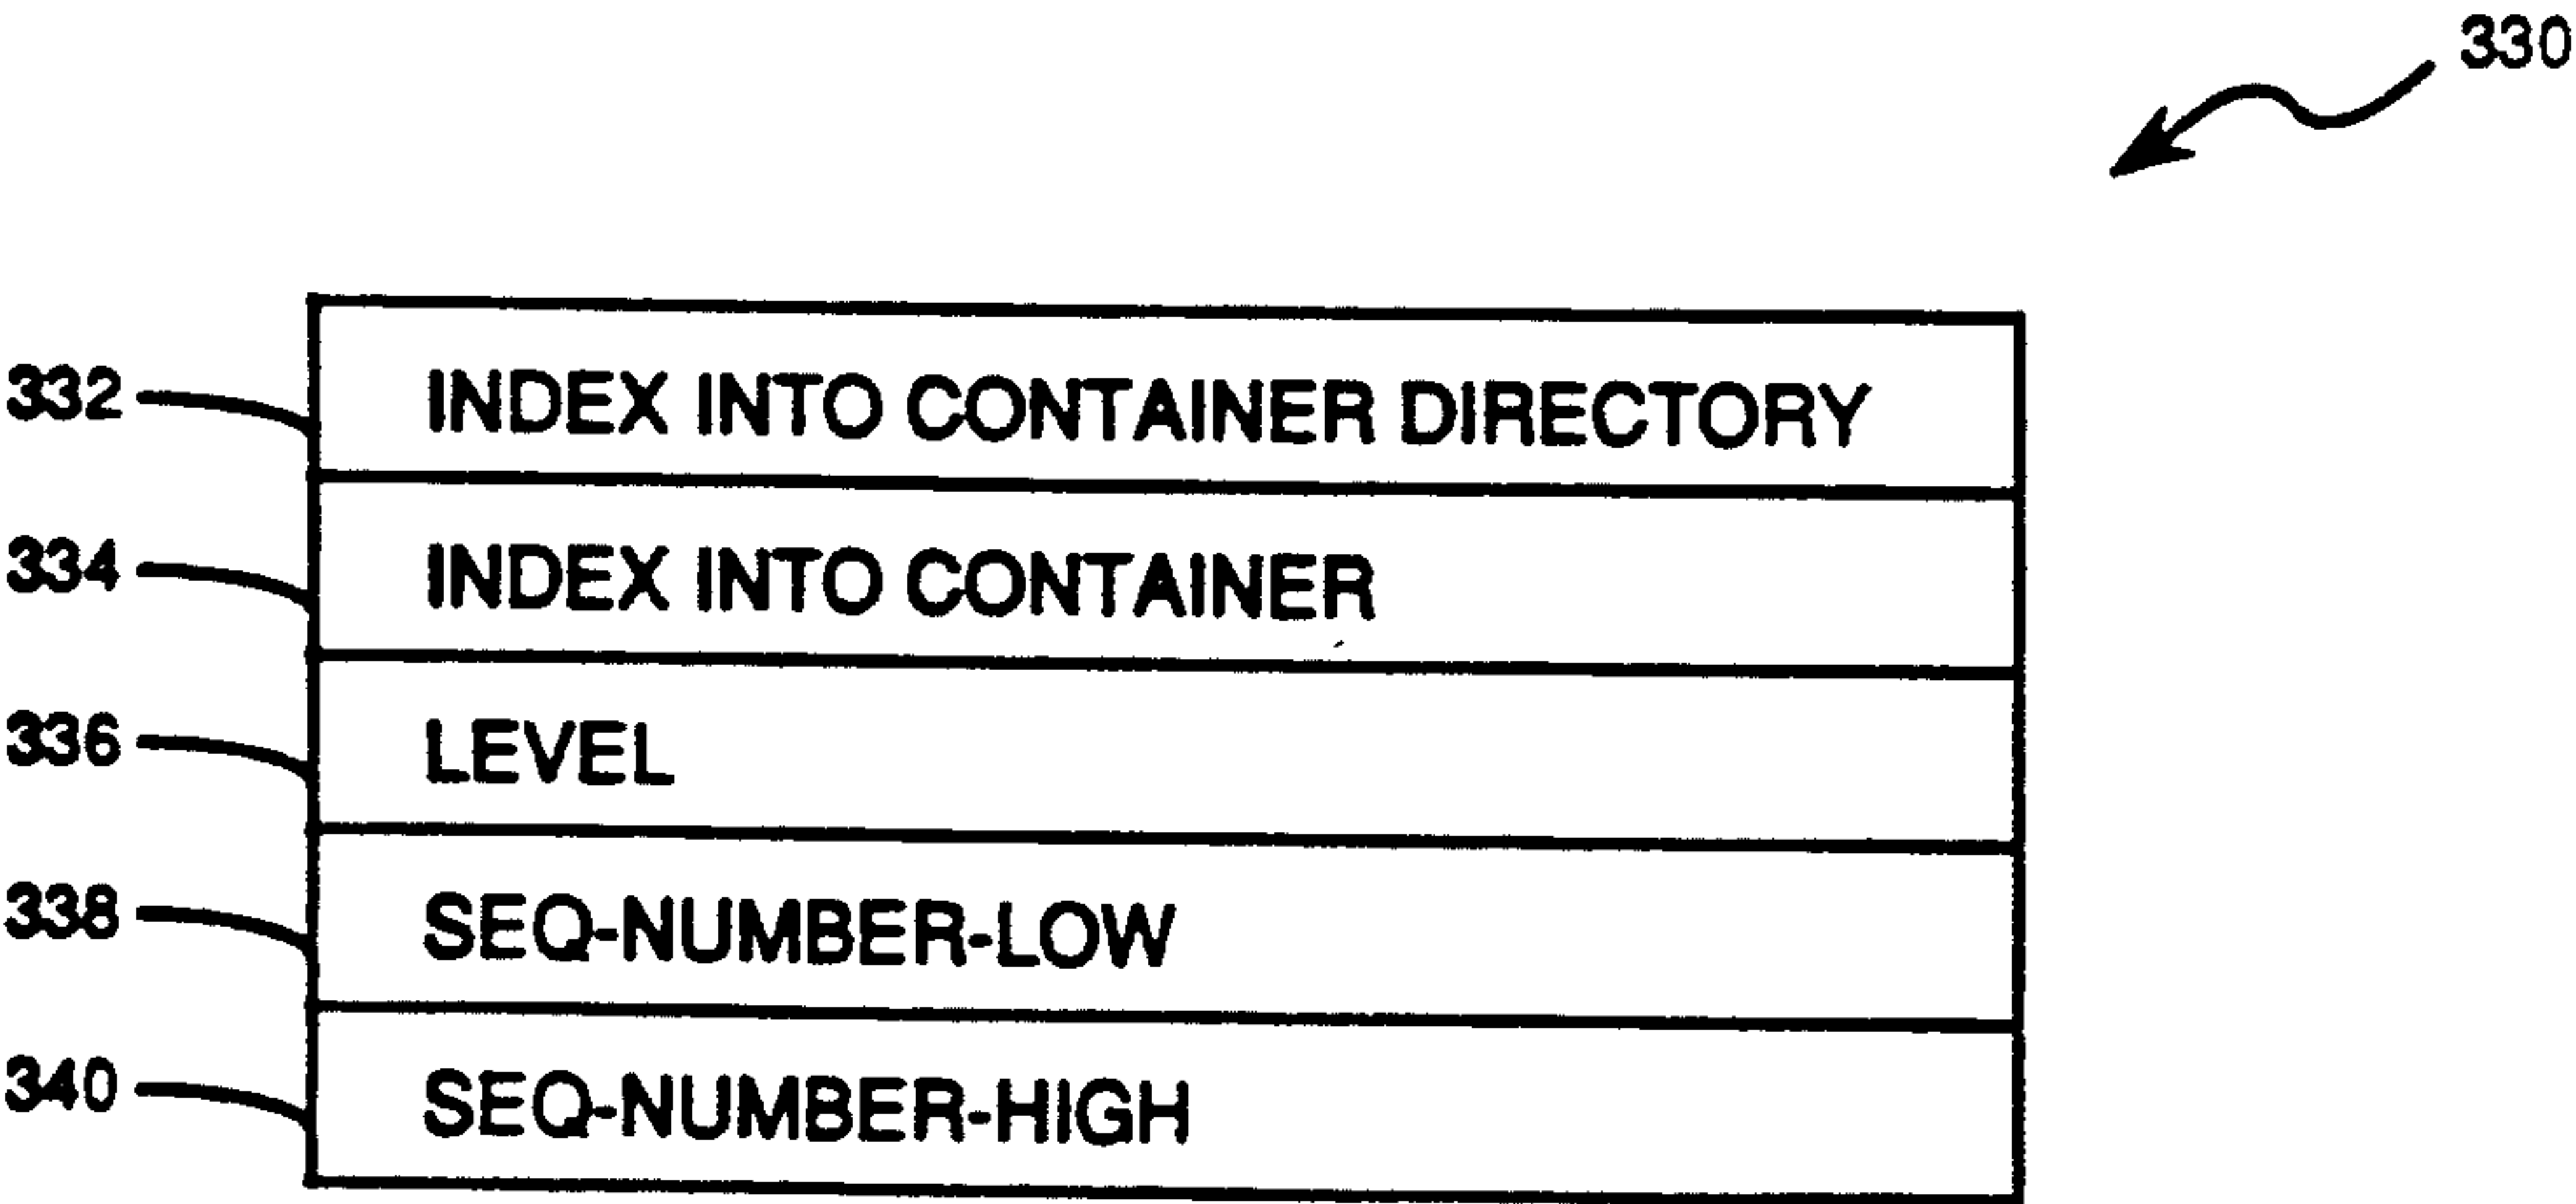 330
332 INDEX INTO CONTAINER DIRECTORY
334 INDEX INTO CONTAINER
336 LEVEL
338 SEQ-NUMBER-LOW
340 SEQ-NUMBER-HIGH